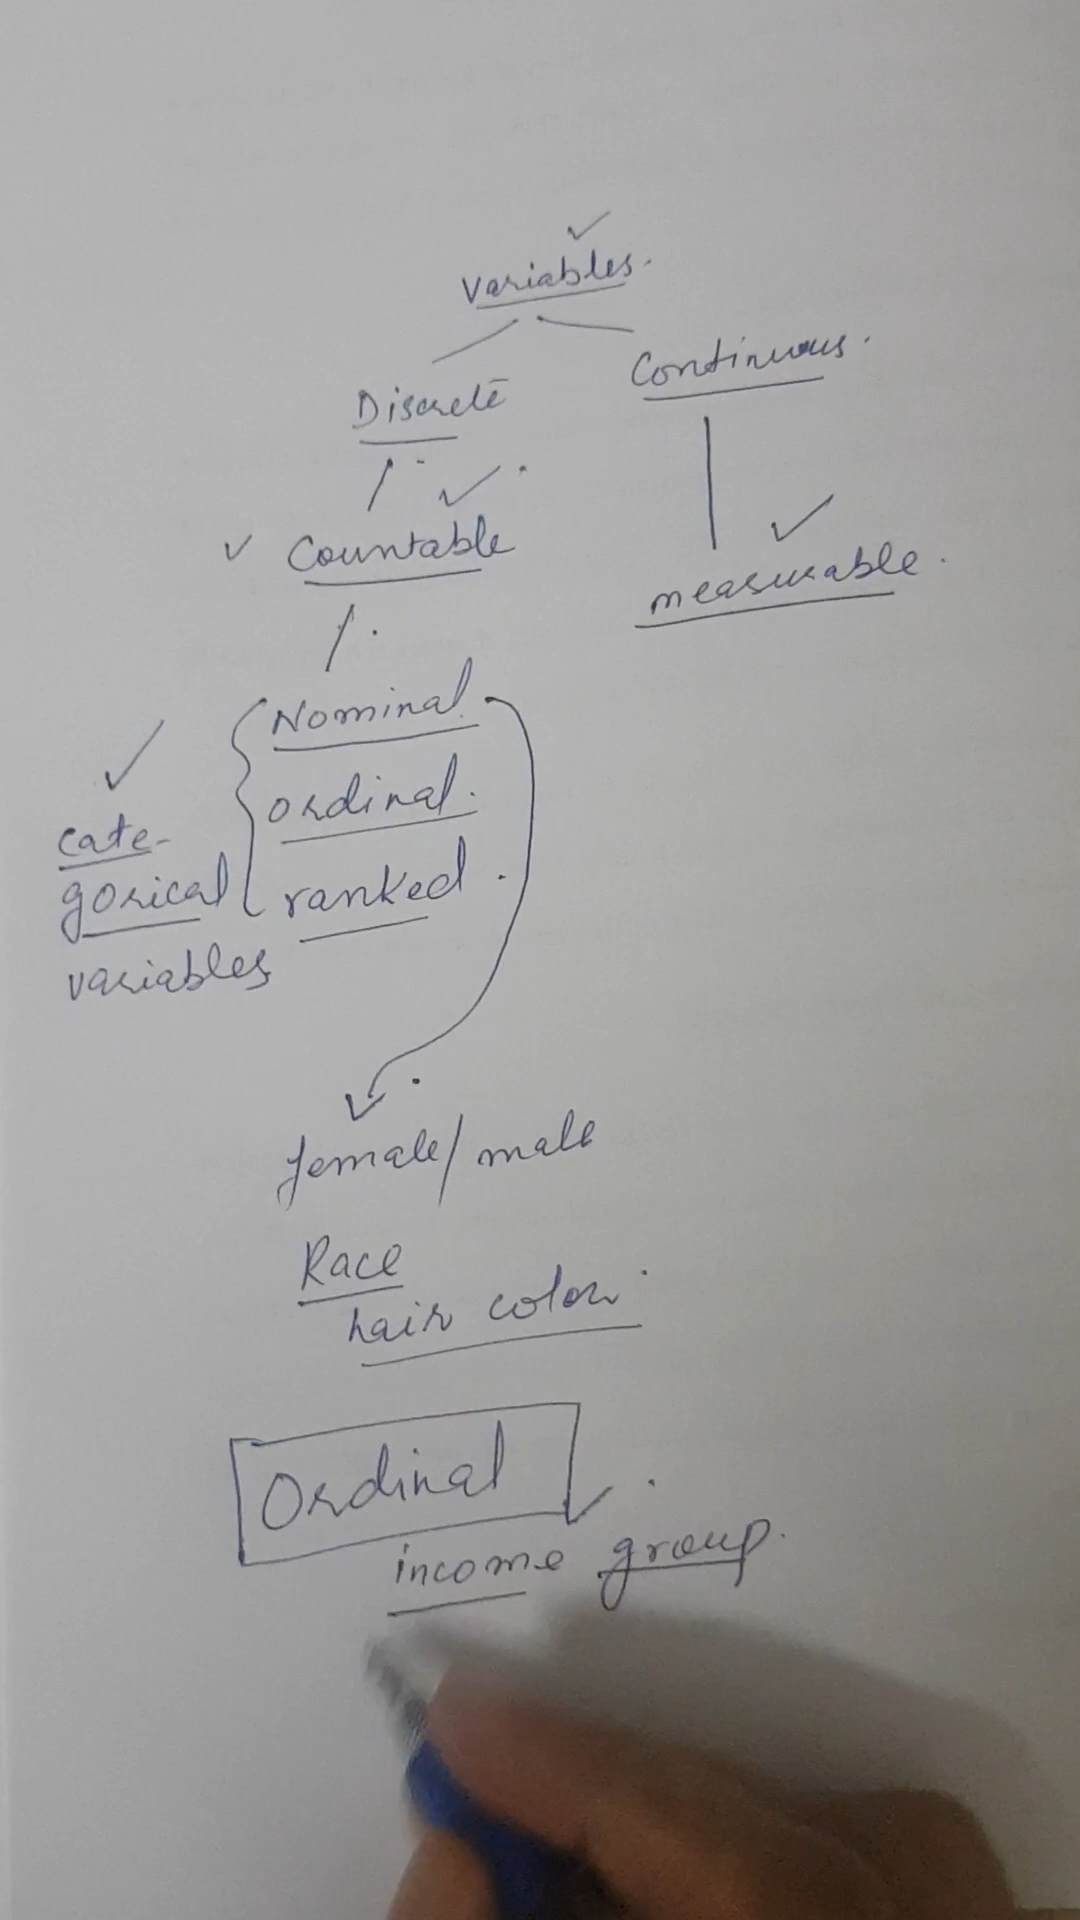 Variables.
Discrete
Continuous.
Countable
measurable.
Nominal
ordinal.
ranked.
cate-
gorical
variables
female/male
Race
hair color.
Ordinal
income group.